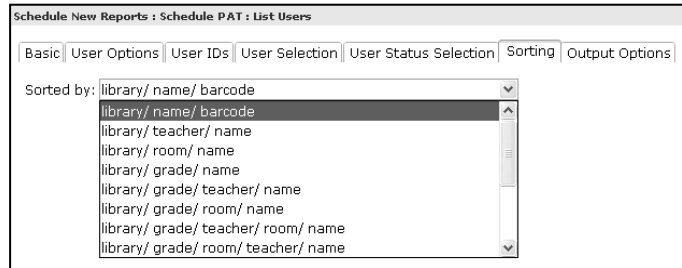 Schedule New Reports : Schedule PAT : List Users
Basic User Options User IDs User Selection User Status Selection Sorting Output Options
Sorted by: library/ name/ barcode
library/ name/ barcode
library/ teacher/ name
library/ room/ name
library/ grade/ name
library/ grade/ teacher/ name
library/ grade/ room/ name
library/ grade/ teacher/ room/ name
library/ grade/ room/ teacher/ name